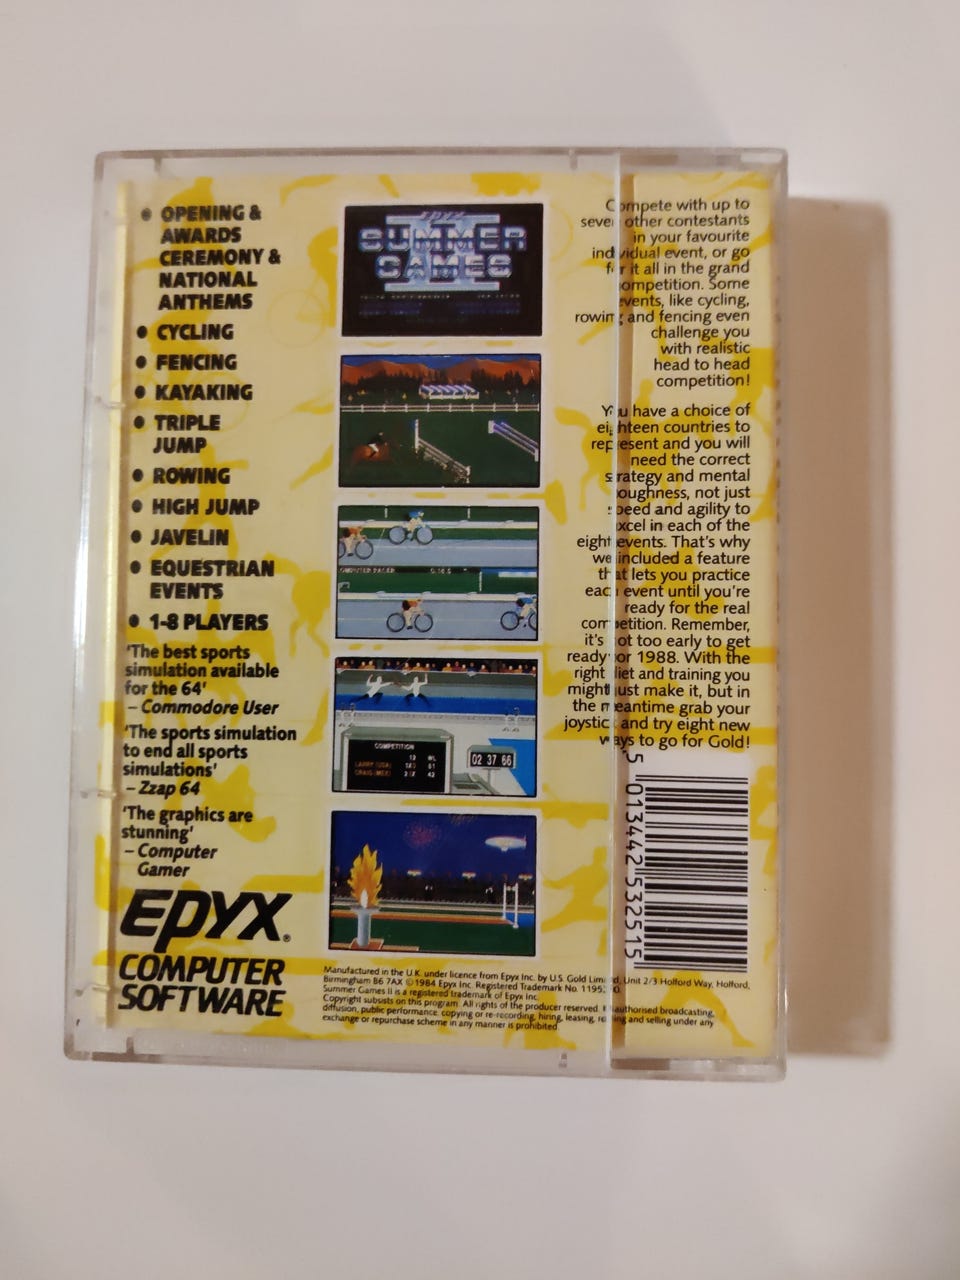 • OPENING &
AWARDS
CEREMONY &
NATIONAL
ANTHEMS
• CYCLING
• FENCING
• KAYAKING
• TRIPLE
JUMP
• ROWING
• HIGH JUMP
• JAVELIN
• EQUESTRIAN
EVENTS
• 1-8 PLAYERS
'The best sports
simulation available
for the 64'
– Commodore User
'The sports simulation
to end all sports
simulations'
– Zzap 64
'The graphics are
stunning'
– Computer
Gamer
EPYX®
COMPUTER
SOFTWARE
EPYX
SUMMER
GAMES
II
COMPUTER PACER
COMPETITION
LARRY (USA)
CRAIG (MEX)
02 37 66
Compete with up to
seven other contestants
in your favourite
individual event, or go
for it all in the grand
competition. Some
events, like cycling,
rowing and fencing even
challenge you
with realistic
head to head
competition!
You have a choice of
eighteen countries to
represent and you will
need the correct
strategy and mental
toughness, not just
speed and agility to
excel in each of the
eight events. That's why
we included a feature
that lets you practice
each event until you're
ready for the real
competition. Remember,
it's not too early to get
ready for 1988. With the
right diet and training you
might just make it, but in
the meantime grab your
joystick and try eight new
ways to go for Gold!
5 013442 532515
Manufactured in the U.K. under licence from Epyx Inc. by U.S. Gold Limited, Unit 2/3 Holford Way, Holford,
Birmingham B6 7AX © 1984 Epyx Inc. Registered Trademark No. 1195
Summer Games II is a registered trademark of Epyx Inc.
Copyright subsists on this program. All rights of the producer reserved. Unauthorised broadcasting,
diffusion, public performance, copying or re-recording, hiring, leasing, renting and selling under any
exchange or repurchase scheme in any manner is prohibited.